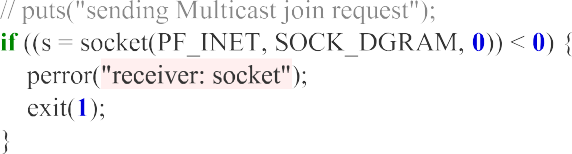 // puts("sending Multicast join request");
if ((s = socket(PF_INET, SOCK_DGRAM, 0)) < 0) {
perror("receiver: socket");
exit(1);
}